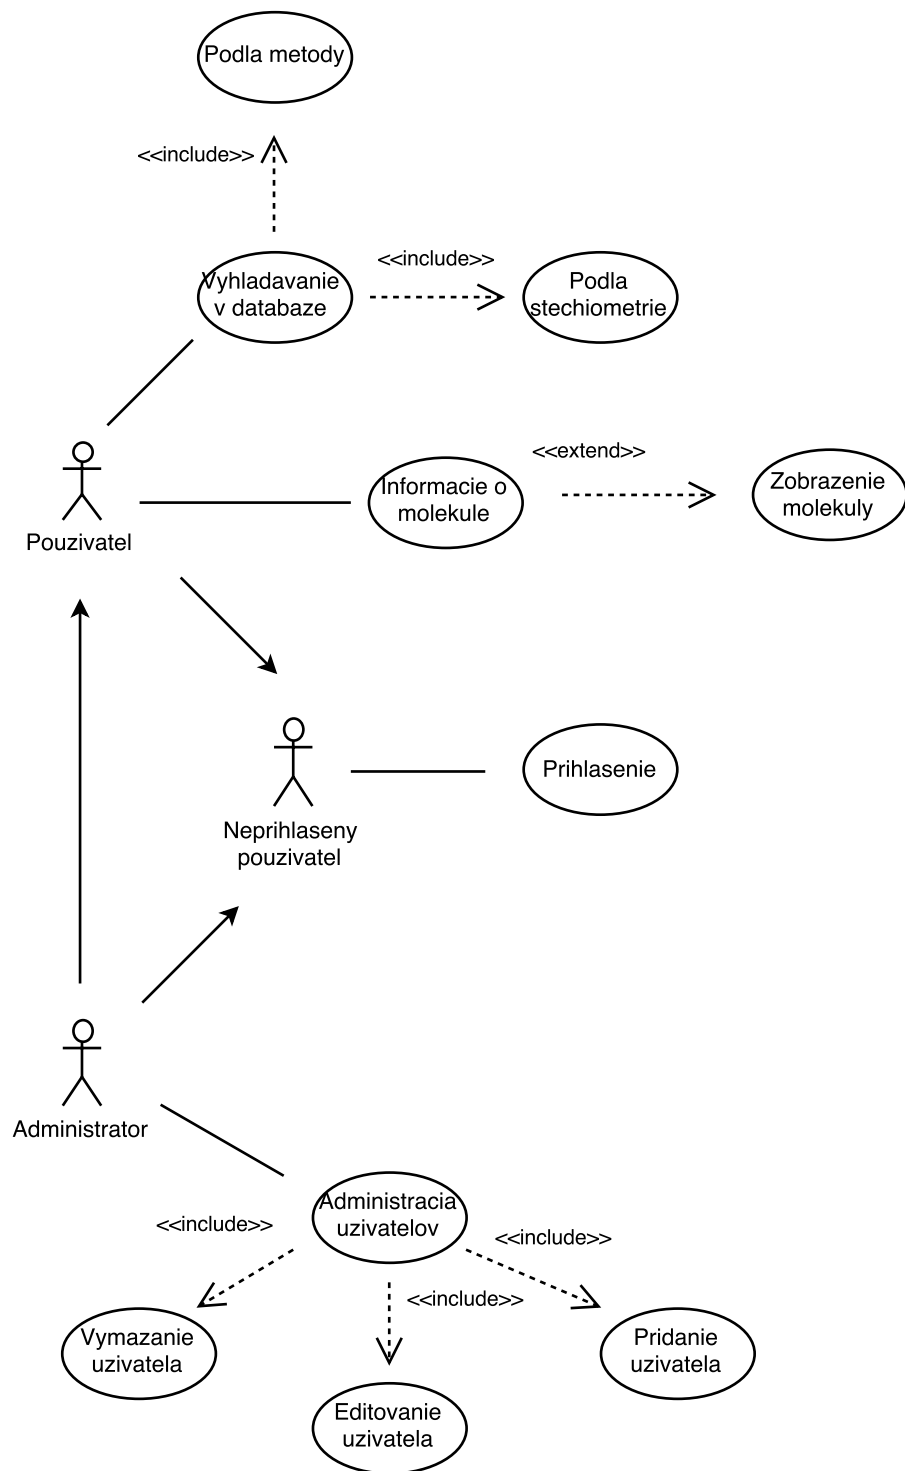 Podla metody
<<include>>
Vyhladavanie
v databaze
<<include>>
Podla
stechiometrie
Pouzivatel
Informacie o
molekule
<<extend>>
Zobrazenie
molekuly
Neprihlaseny
pouzivatel
Prihlasenie
Administrator
Administracia
uzivatelov
<<include>>
<<include>>
<<include>>
Vymazanie
uzivatela
Editovanie
uzivatela
Pridanie
uzivatela